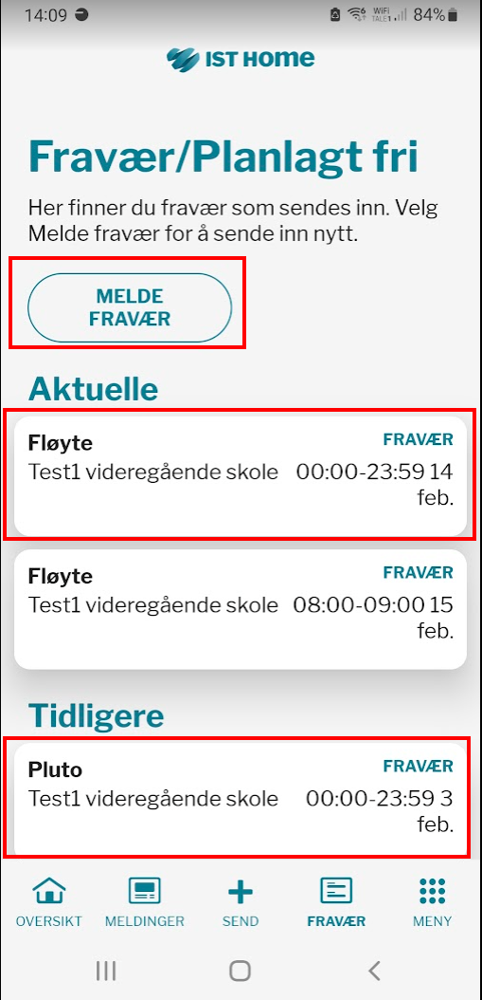 14:09 WiFi 84%
TALE1
IST Home
Fravær/Planlagt fri
Her finner du fravær som sendes inn. Velg
Melde fravær for å sende inn nytt.
MELDE
FRAVÆR
Aktuelle
Fløyte FRAVÆR
Test1 videregående skole 00:00-23:59 14
feb.
Fløyte FRAVÆR
Test1 videregående skole 08:00-09:00 15
feb.
Tidligere
Pluto FRAVÆR
Test1 videregående skole 00:00-23:59 3
feb.
OVERSIKT MELDINGER SEND FRAVÆR MENY